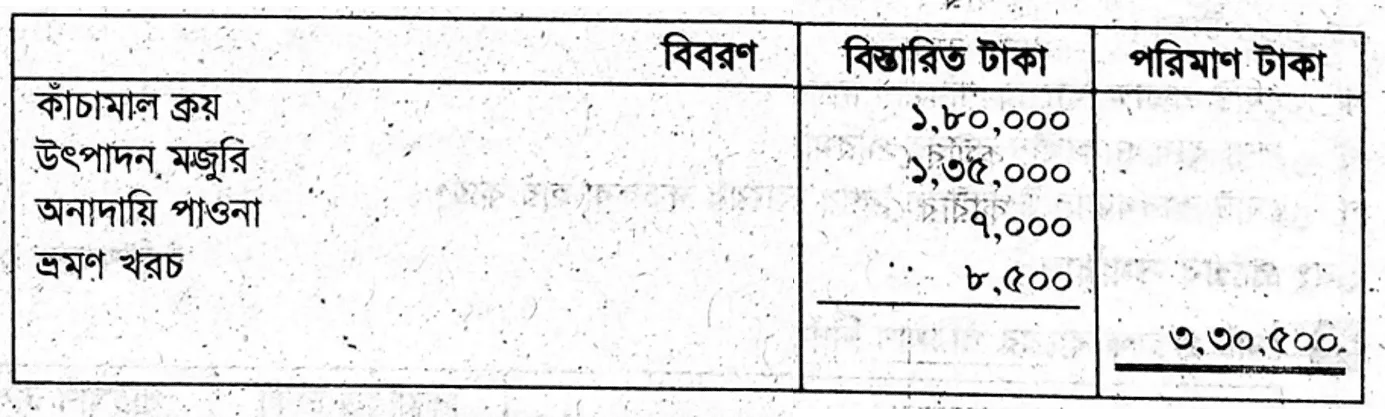 বিবরণ বিস্তারিত টাকা পরিমাণ টাকা
কাঁচামাল ক্রয় ১,৮০,০০০
উৎপাদন মজুরি ১,৩৫,০০০
অনাদায়ি পাওনা ৭,০০০
ভ্রমণ খরচ ৮,৫০০
৩,৩০,৫০০